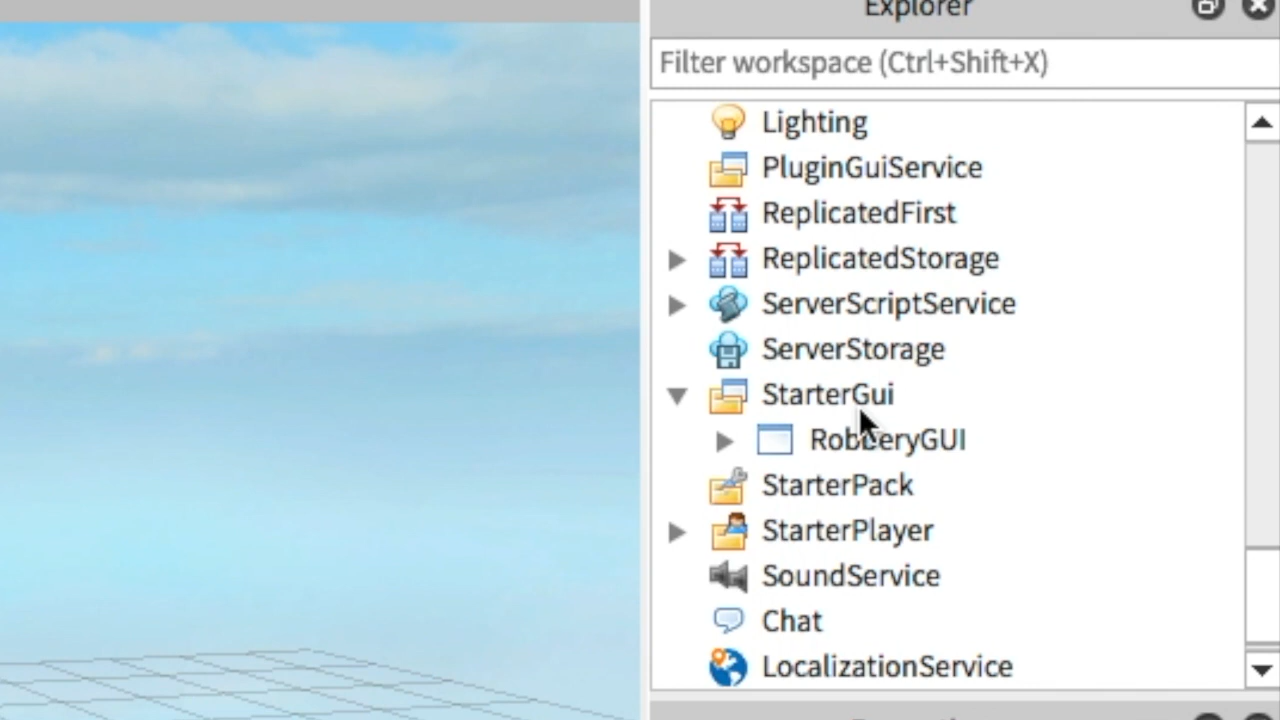 Explorer
Filter workspace (Ctrl+Shift+X)
Lighting
PluginGuiService
ReplicatedFirst
ReplicatedStorage
ServerScriptService
ServerStorage
StarterGui
RobberyGUI
StarterPack
StarterPlayer
SoundService
Chat
LocalizationService